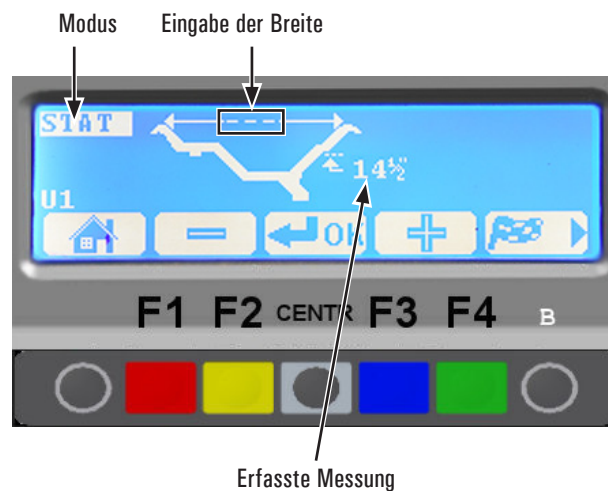 Modus Eingabe der Breite
STAT
14½"
U1
OK
F1 F2 CENTR F3 F4 B
Erfasste Messung